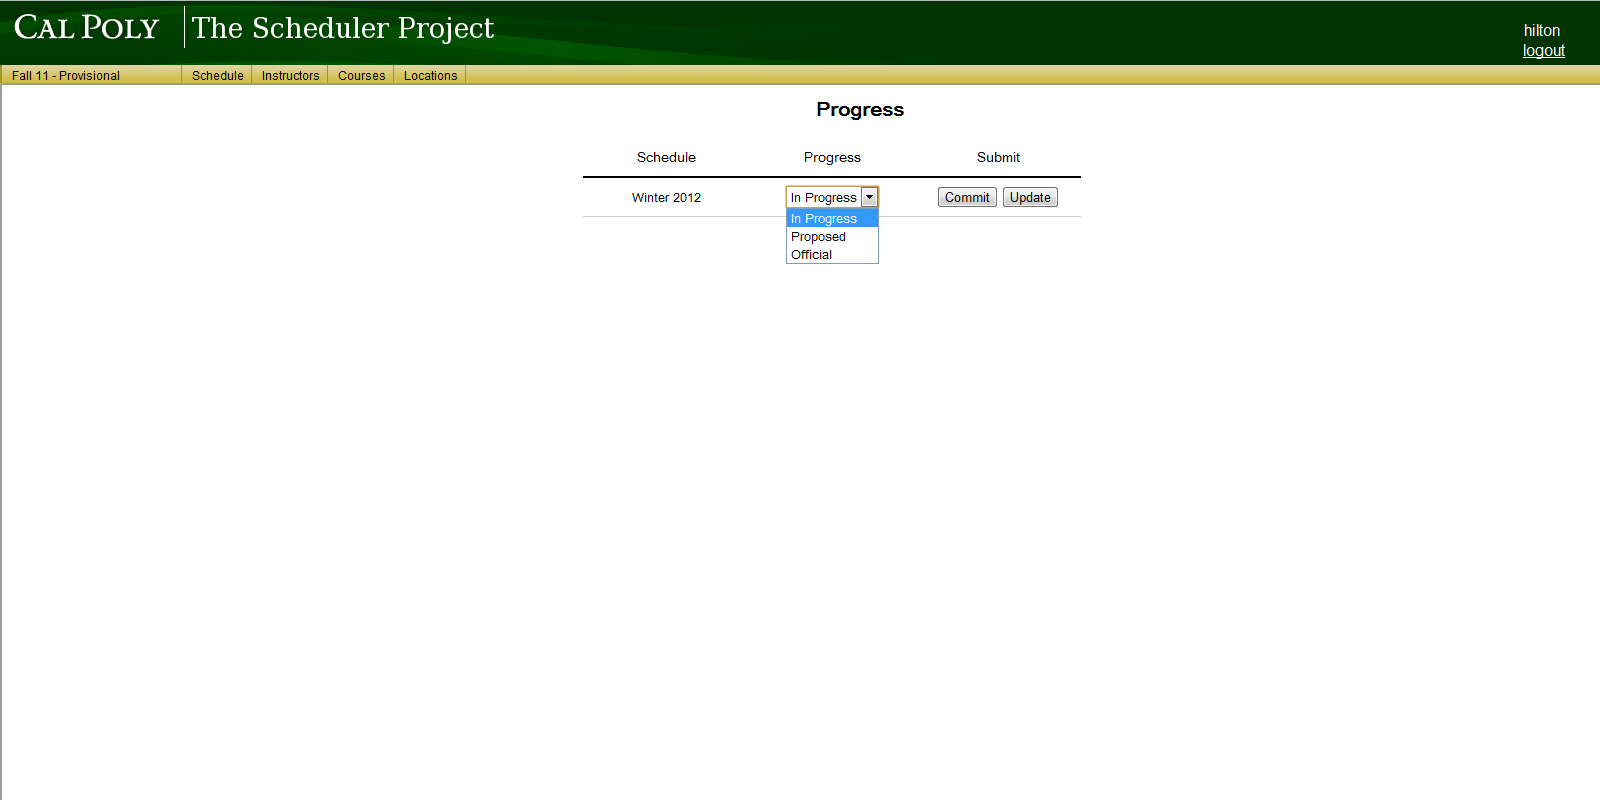 CAL POLY The Scheduler Project
hilton
logout
Fall 11 - Provisional Schedule Instructors Courses Locations
Progress
Schedule Progress Submit
Winter 2012 In Progress Commit Update
In Progress
Proposed
Official